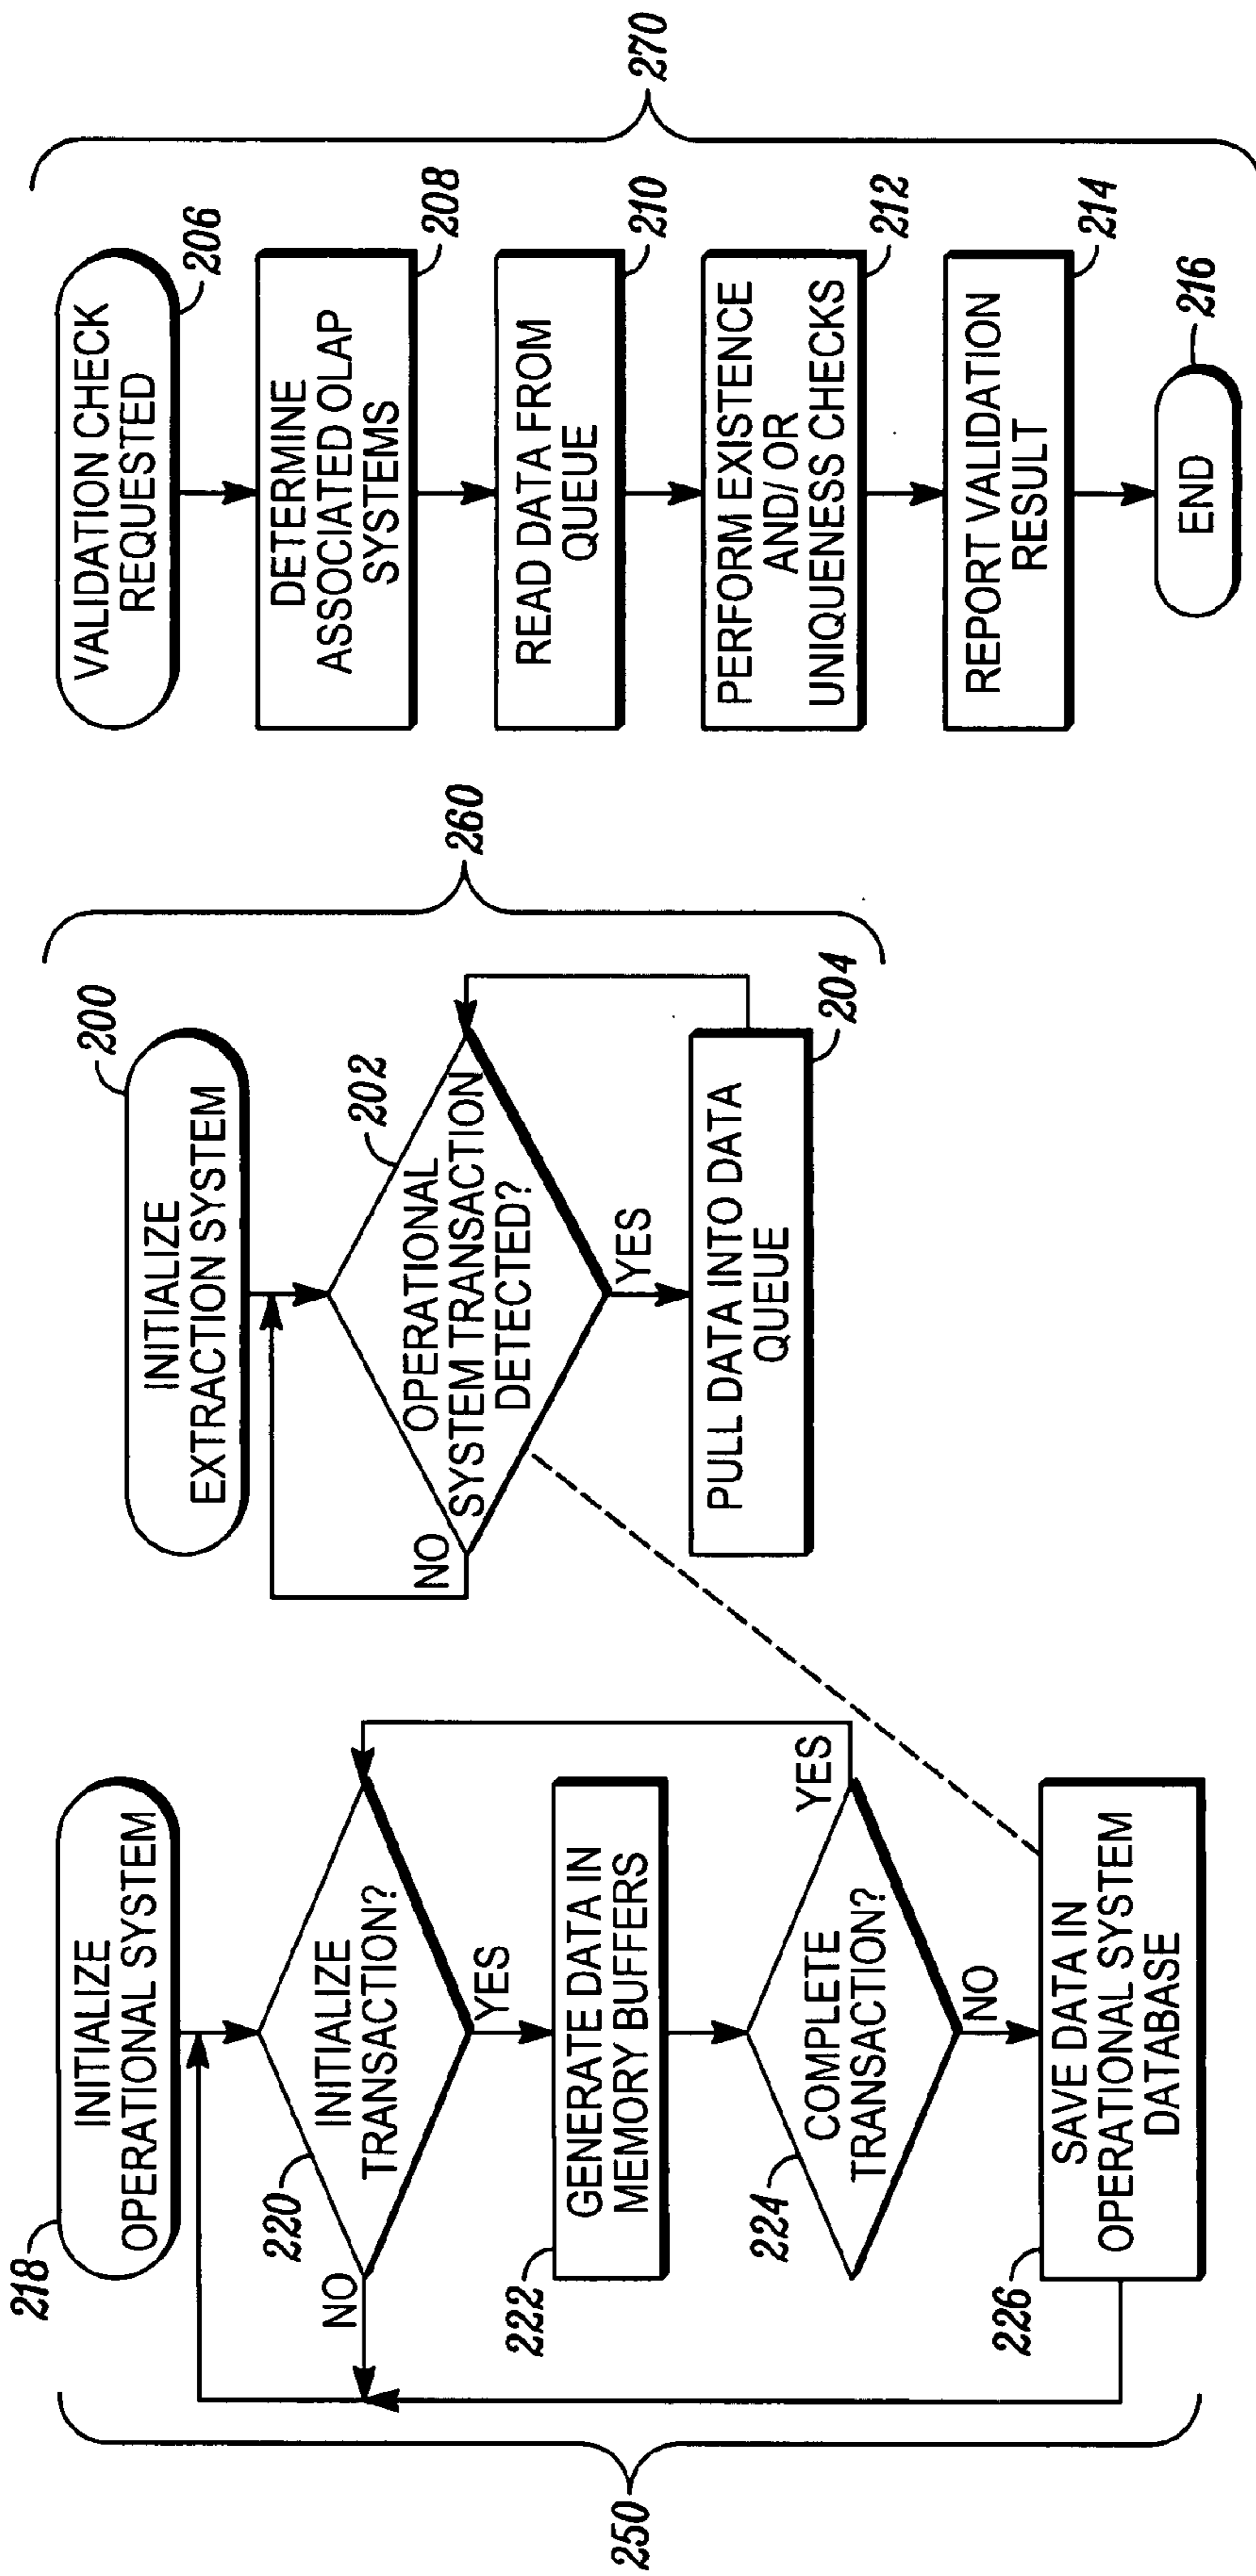 218
INITIALIZE
OPERATIONAL SYSTEM
220
INITIALIZE
TRANSACTION?
NO
YES
222
GENERATE DATA IN
MEMORY BUFFERS
224
COMPLETE
TRANSACTION?
YES
NO
226
SAVE DATA IN
OPERATIONAL SYSTEM
DATABASE
250
INITIALIZE
EXTRACTION SYSTEM
200
202
OPERATIONAL
SYSTEM TRANSACTION
DETECTED?
NO
YES
PULL DATA INTO DATA
QUEUE
204
260
VALIDATION CHECK
REQUESTED
206
DETERMINE
ASSOCIATED OLAP
SYSTEMS
208
READ DATA FROM
QUEUE
210
PERFORM EXISTENCE
AND/ OR
UNIQUENESS CHECKS
212
REPORT VALIDATION
RESULT
214
END
216
270